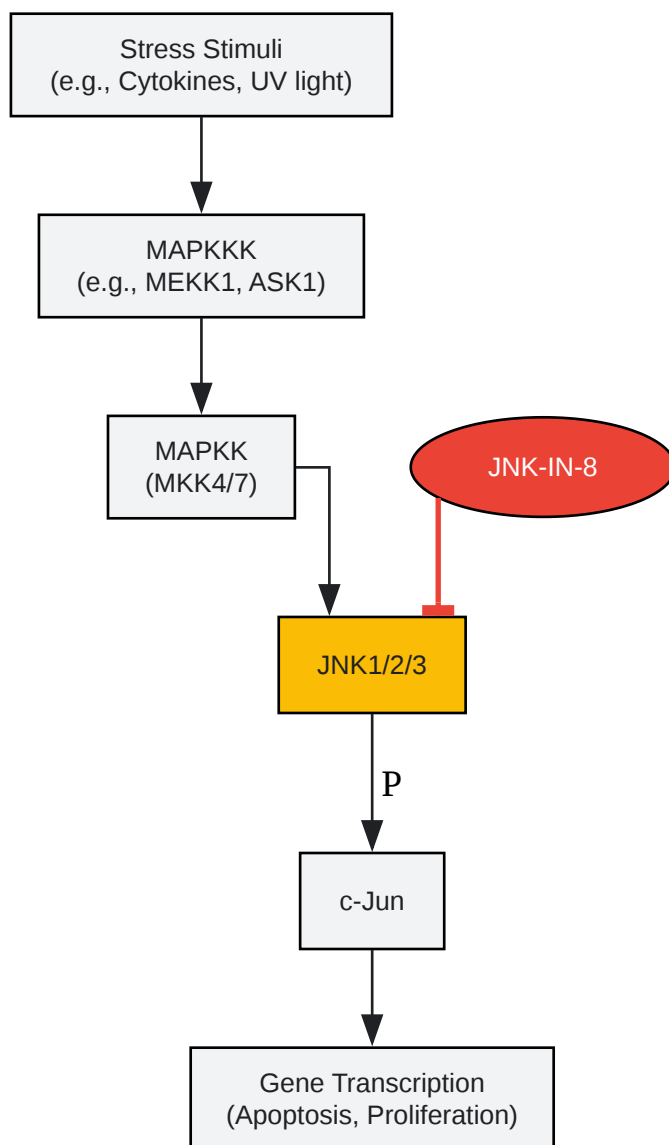 Stress Stimuli
(e.g., Cytokines, UV light)
MAPKKK
(e.g., MEKK1, ASK1)
MAPKK
(MKK4/7)
JNK-IN-8
JNK1/2/3
P
c-Jun
Gene Transcription
(Apoptosis, Proliferation)